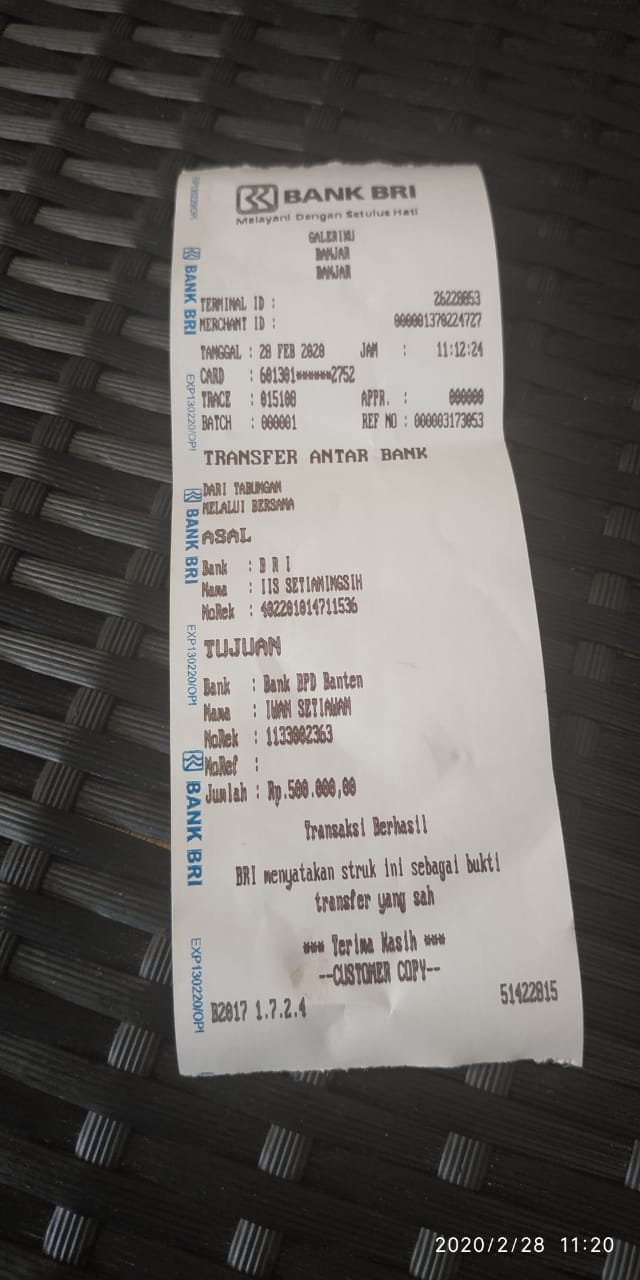 BANK BRI
Melayani Dengan Setulus Hati
GALERIKU
BANJAR
BANJAR
TERMINAL ID : 26220053
MERCHANT ID : 000001370224727
TANGGAL : 28 FEB 2020 JAM : 11:12:24
CARD : 601301******2752
TRACE : 015108 APPR. : 000000
BATCH : 000001 REF NO : 000003173053
TRANSFER ANTAR BANK
DARI TABUNGAN
MELALUI BERSAMA
ASAL
Bank : B R I
Nama : IIS SETIANINGSIH
NoRek : 402201014711536
TUJUAN
Bank : Bank BPD Banten
Nama : IWAN SETIAWAN
NoRek : 1133002363
NoRef :
Jumlah : Rp.500.000,00
Transaksi Berhasil
BRI menyatakan struk ini sebagai bukti
transfer yang sah
*** Terima Kasih ***
--CUSTOMER COPY--
B2017 1.7.2.4 51422015
BANK BRI
EXP130220/OPI
BANK BRI
EXP130220/OPI
BANK BRI
EXP130220/OPI
2020/2/28 11:20